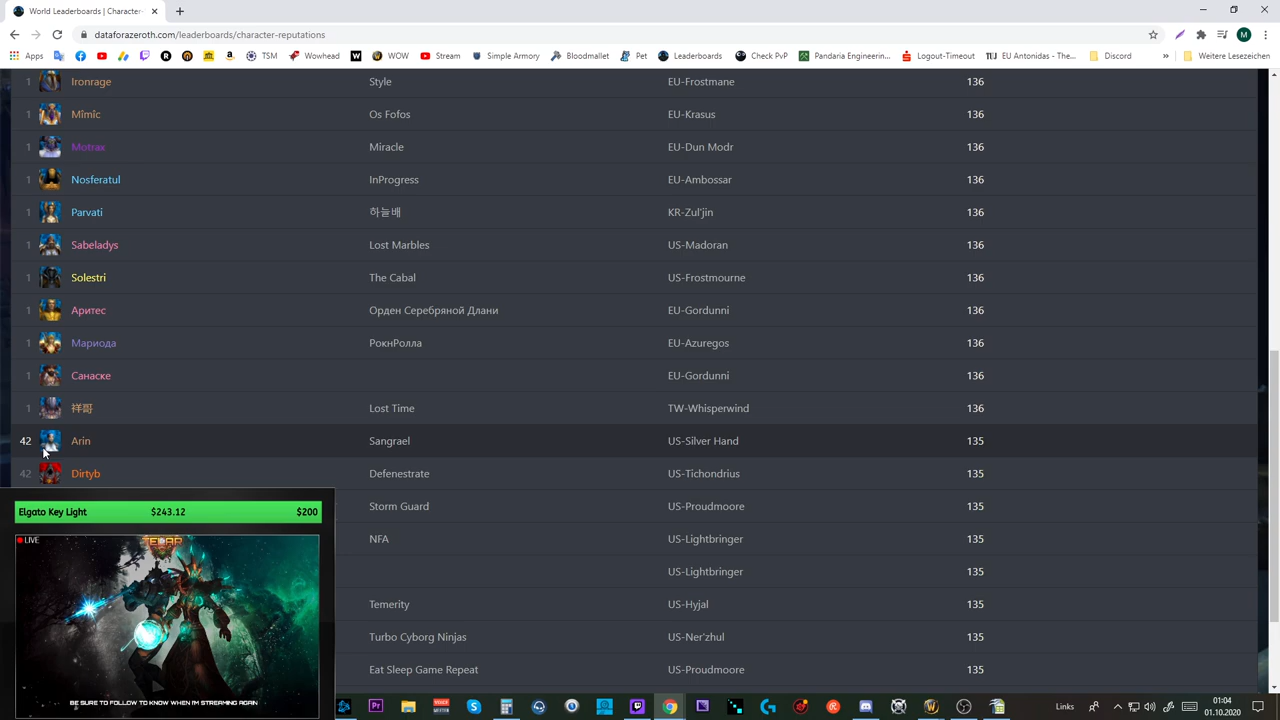 World Leaderboards | Character-
dataforazeroth.com/leaderboards/character-reputations
M
Apps TSM Wowhead WOW Stream Simple Armory Bloodmallet Pet Leaderboards Check PvP Pandaria Engineerin... Logout-Timeout EU Antonidas - The... Discord » Weitere Lesezeichen
1 Ironrage Style EU-Frostmane 136
1 Mîmîc Os Fofos EU-Krasus 136
1 Motrax Miracle EU-Dun Modr 136
1 Nosferatul InProgress EU-Ambossar 136
1 Parvati 하늘배 KR-Zul'jin 136
1 Sabeladys Lost Marbles US-Madoran 136
1 Solestri The Cabal US-Frostmourne 136
1 Аритес Орден Серебряной Длани EU-Gordunni 136
1 Мариода РокнРолла EU-Azuregos 136
1 Санаске EU-Gordunni 136
1 祥哥 Lost Time TW-Whisperwind 136
42 Arin Sangrael US-Silver Hand 135
42 Dirtyb Defenestrate US-Tichondrius 135
Storm Guard US-Proudmoore 135
NFA US-Lightbringer 135
US-Lightbringer 135
Temerity US-Hyjal 135
Turbo Cyborg Ninjas US-Ner'zhul 135
Eat Sleep Game Repeat US-Proudmoore 135
Elgato Key Light $243.12 $200
LIVE
BE SURE TO FOLLOW TO KNOW WHEN I'M STREAMING AGAIN
Links
01:04
01.10.2020